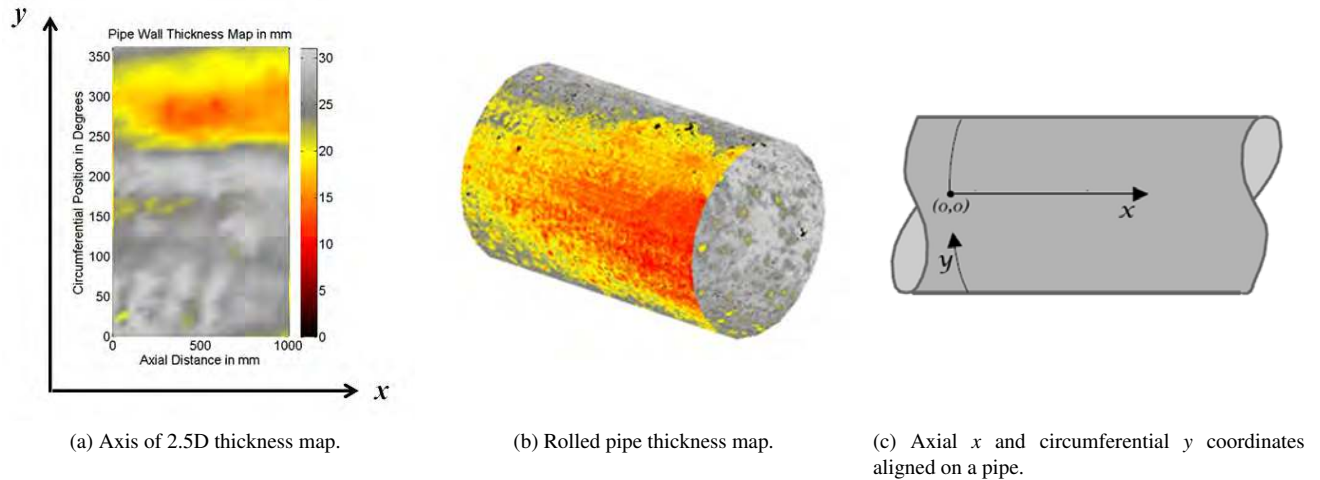 y
Pipe Wall Thickness Map in mm
350
300
250
200
150
100
50
0
Circumferential Position in Degrees
0 500 1000
Axial Distance in mm
30
25
20
15
10
5
0
x
(o,o)
x
y
(a) Axis of 2.5D thickness map.
(b) Rolled pipe thickness map.
(c) Axial x and circumferential y coordinates
aligned on a pipe.